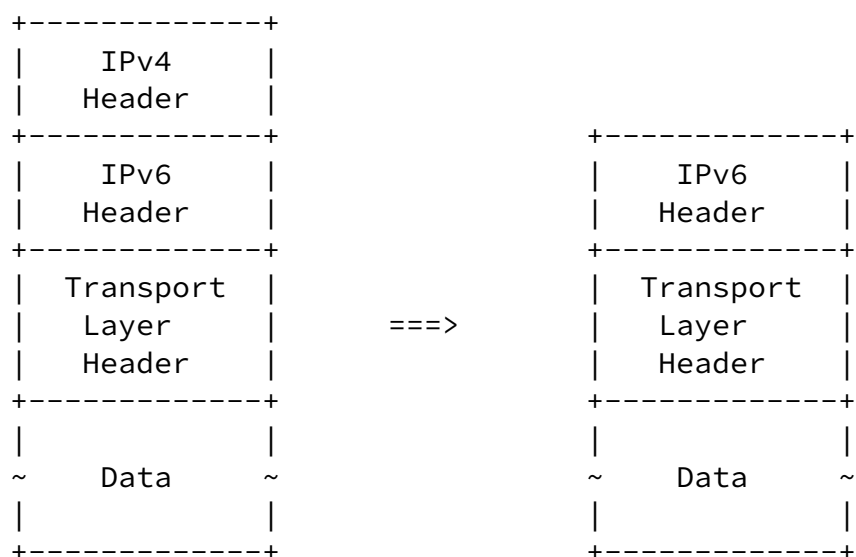 +-------------+
|    IPv4     |
|   Header    |
+-------------+                 +-------------+
|    IPv6     |                 |    IPv6     |
|   Header    |                 |   Header    |
+-------------+                 +-------------+
|  Transport  |                 |  Transport  |
|   Layer     |      ===>       |   Layer     |
|   Header    |                 |   Header    |
+-------------+                 +-------------+
|             |                 |             |
~    Data     ~                 ~    Data     ~
|             |                 |             |
+-------------+                 +-------------+